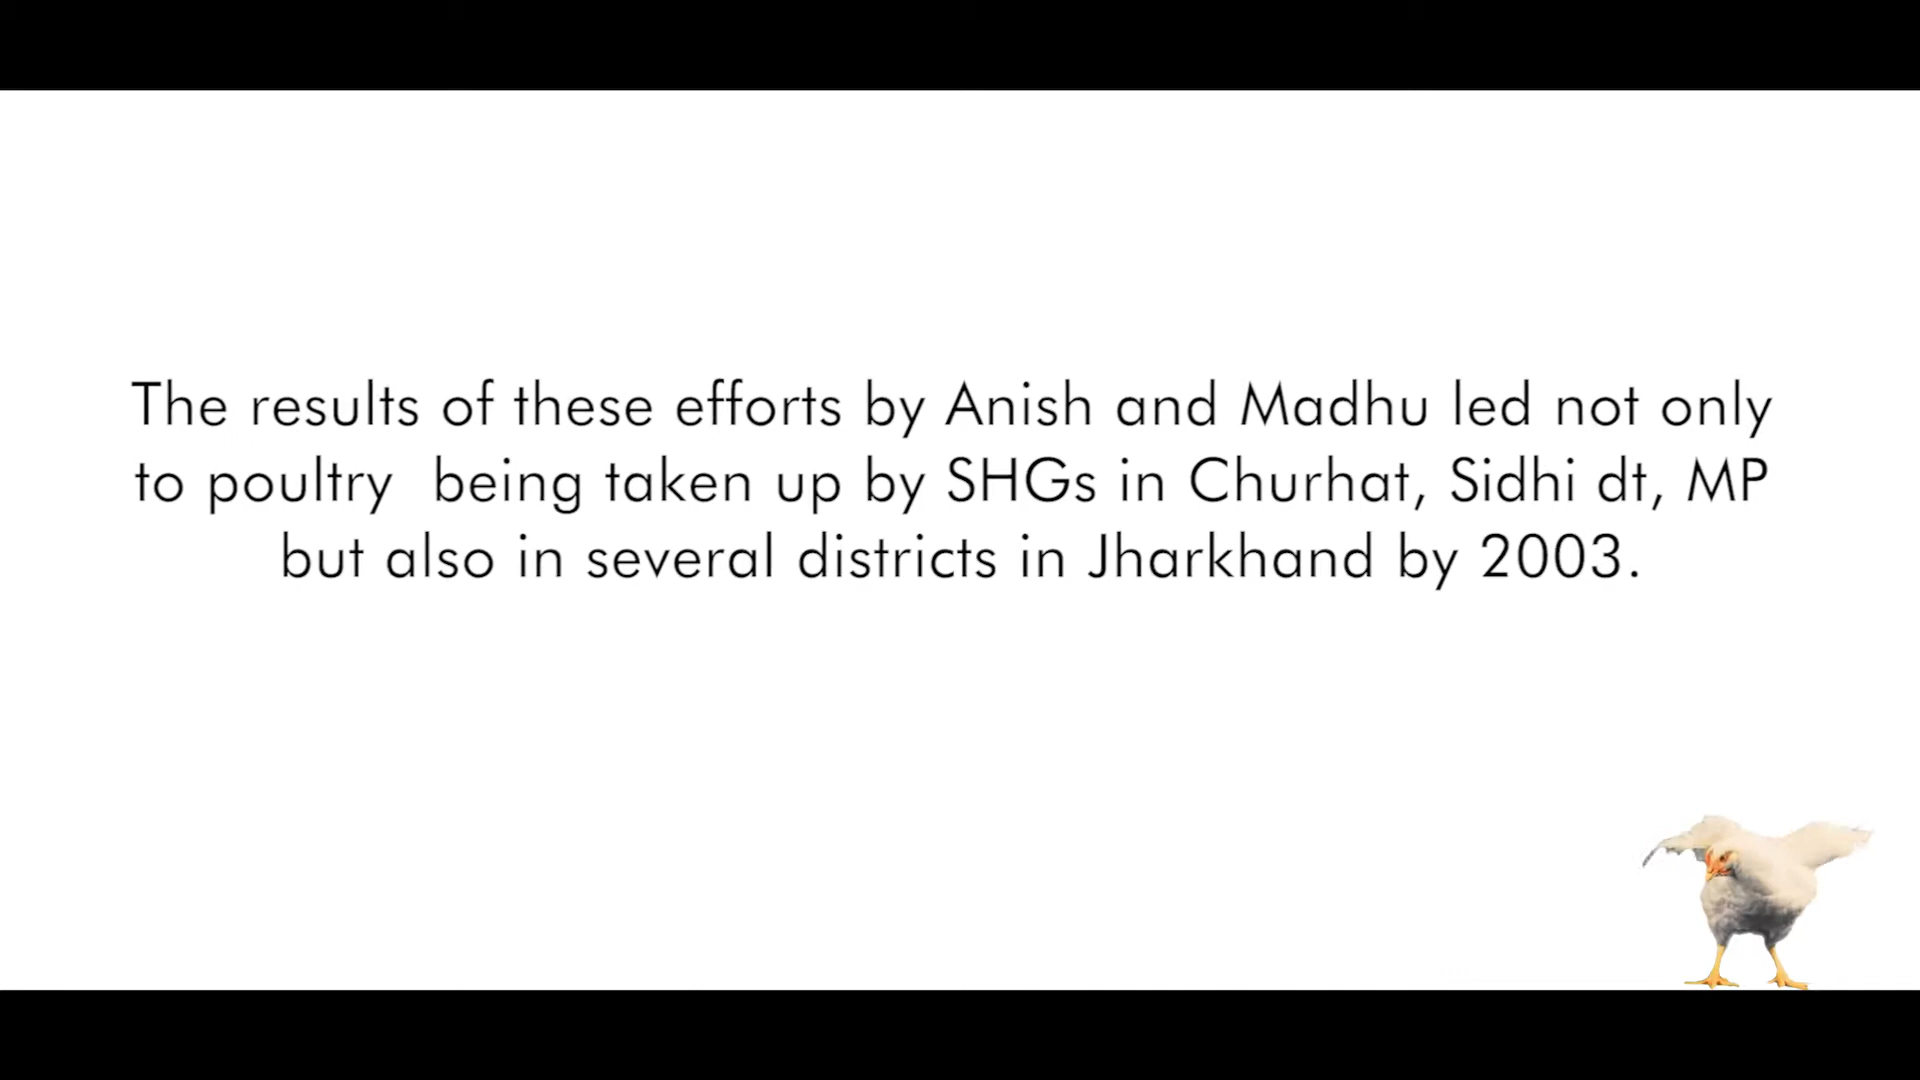 The results of these efforts by Anish and Madhu led not only
to poultry  being taken up by SHGs in Churhat, Sidhi dt, MP
but also in several districts in Jharkhand by 2003.